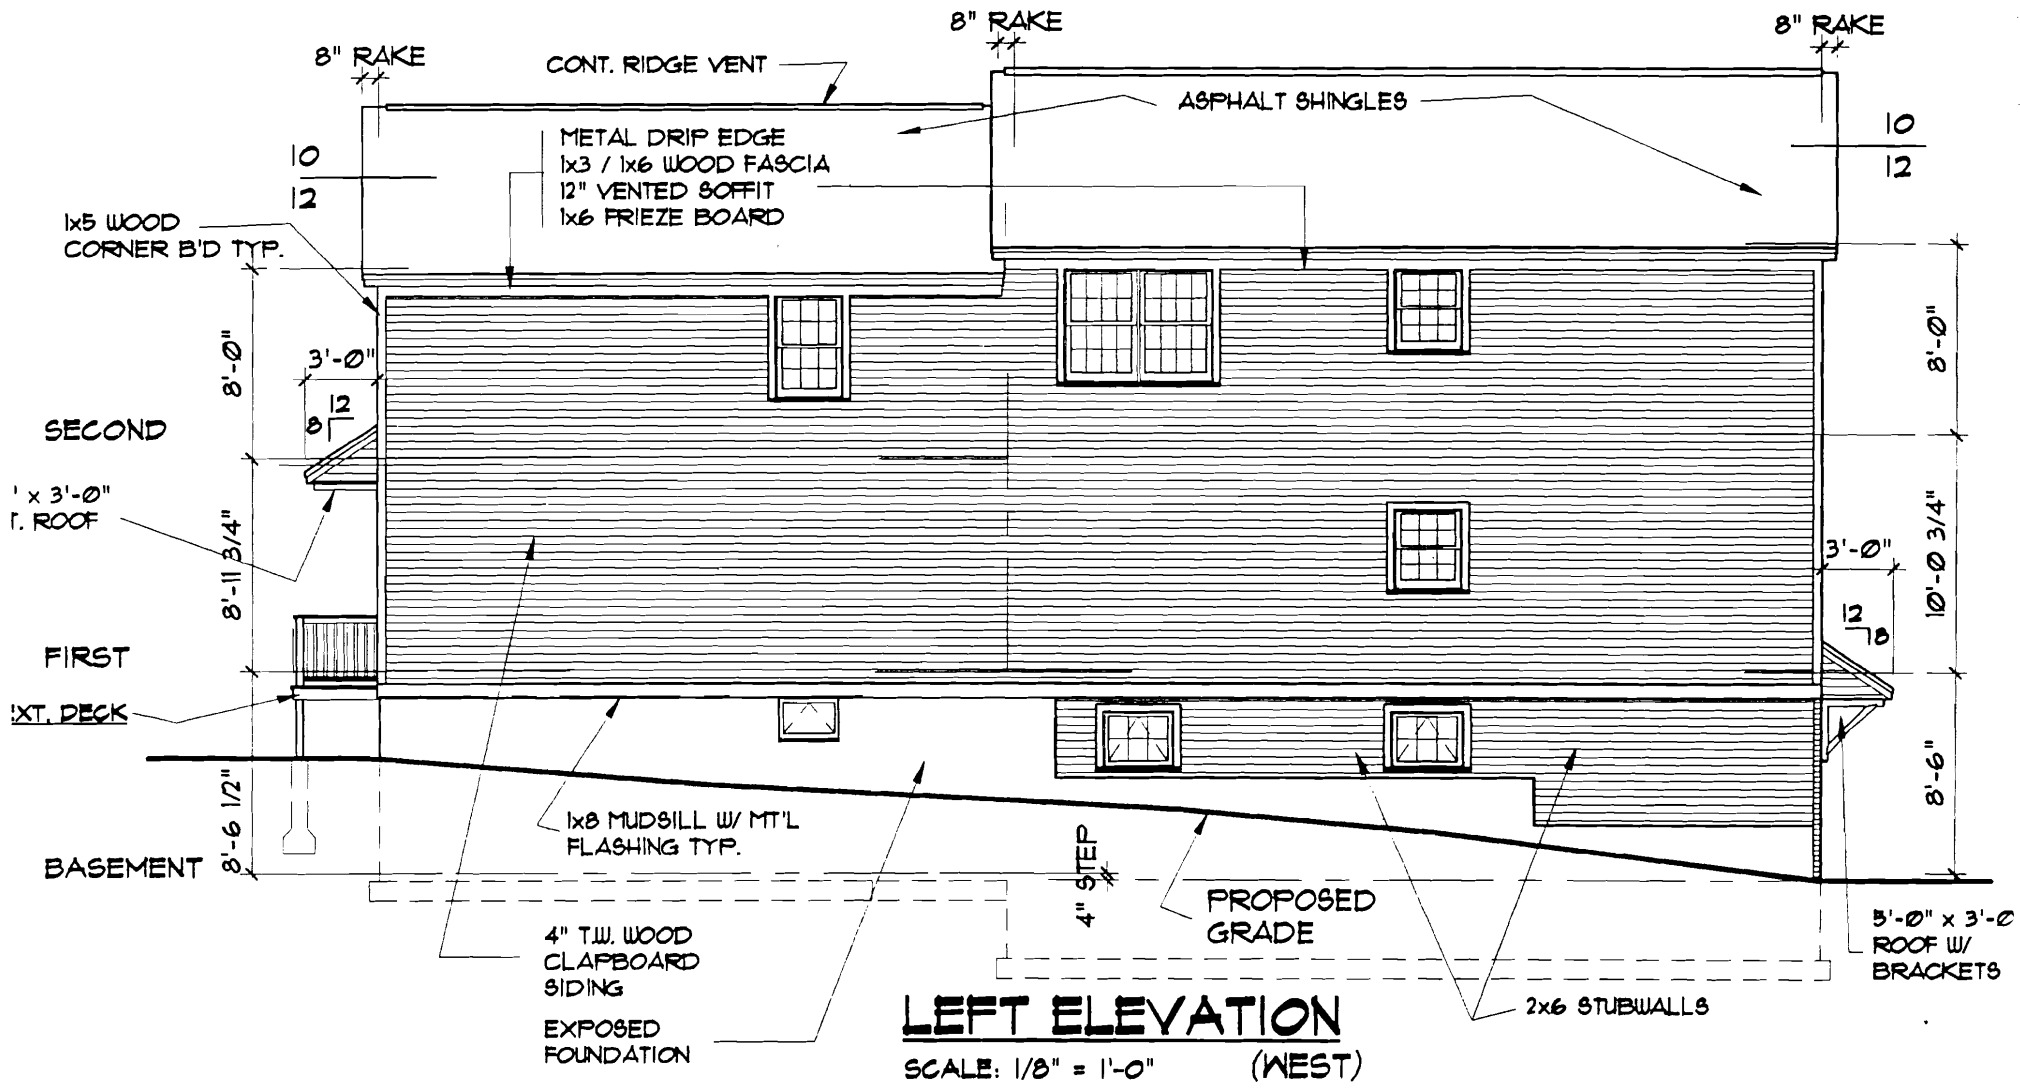 8" RAKE
8" RAKE
8" RAKE
CONT. RIDGE VENT
ASPHALT SHINGLES
10
12
METAL DRIP EDGE
1x3 / 1x6 WOOD FASCIA
12" VENTED SOFFIT
1x6 FRIEZE BOARD
10
12
1x5 WOOD
CORNER B'D TYP.
8'-0"
3'-0"
12
8
SECOND
' x 3'-0"
T. ROOF
8'-11 3/4"
FIRST
EXT. DECK
8'-6 1/2"
BASEMENT
8'-0"
10'-0 3/4"
3'-0"
12
8
8'-6"
1x8 MUDSILL W/ MT'L
FLASHING TYP.
4" STEP
PROPOSED
GRADE
5'-0" x 3'-0
ROOF W/
BRACKETS
4" T.W. WOOD
CLAPBOARD
SIDING
EXPOSED
FOUNDATION
2x6 STUBWALLS
LEFT ELEVATION
SCALE: 1/8" = 1'-0" (WEST)